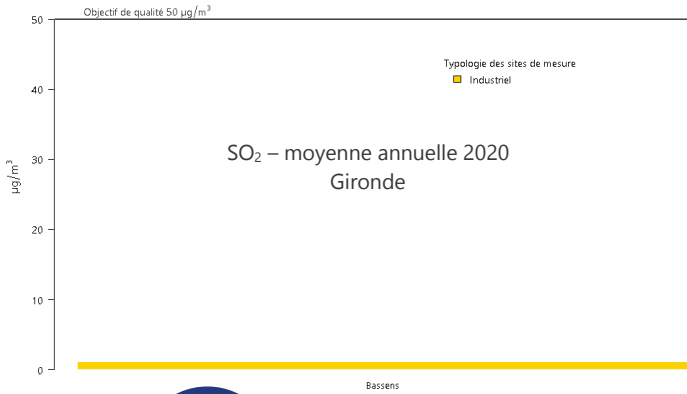 Objectif de qualité 50 µg/m³
50
Typologie des sites de mesure
Industriel
40
SO₂ – moyenne annuelle 2020
Gironde
30
µg/m³
20
10
0
Bassens